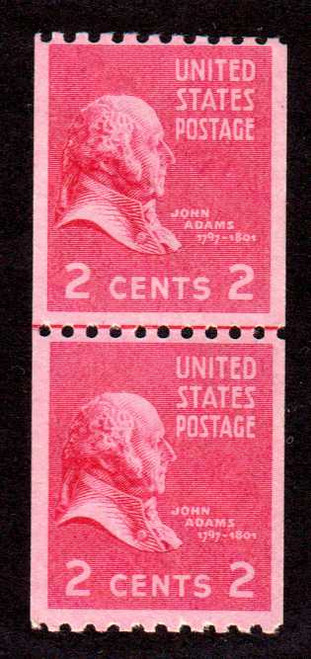 UNITED
STATES
POSTAGE
JOHN
ADAMS
1797-1801
2 CENTS 2
UNITED
STATES
POSTAGE
JOHN
ADAMS
1797-1801
2 CENTS 2